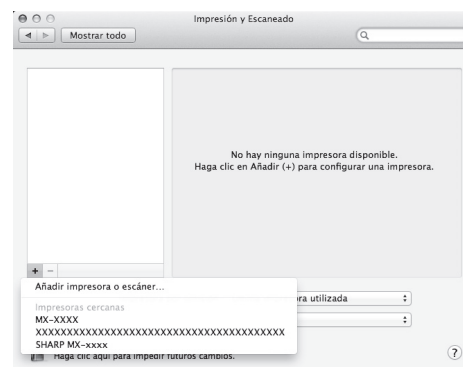 Impresión y Escaneado
Mostrar todo
No hay ninguna impresora disponible.
Haga clic en Añadir (+) para configurar una impresora.
+ −
Añadir impresora o escáner...
Impresoras cercanas
MX-XXXX
XXXXXXXXXXXXXXXXXXXXXXXXXXXXXXXXXXXXXXXXX
SHARP MX-xxxx
utilizada
Haga clic aquí para impedir futuros cambios.
?